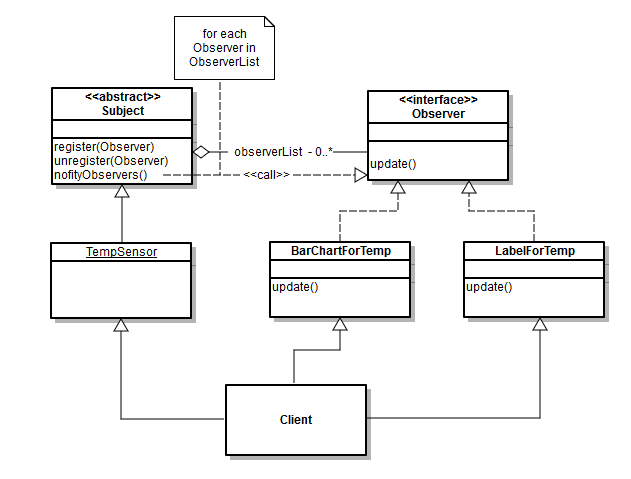 for each
Observer in
ObserverList
<<abstract>>
Subject
register(Observer)
unregister(Observer)
nofityObservers()
observerList - 0..*
<<call>>
<<interface>>
Observer
update()
TempSensor
BarChartForTemp
update()
LabelForTemp
update()
Client